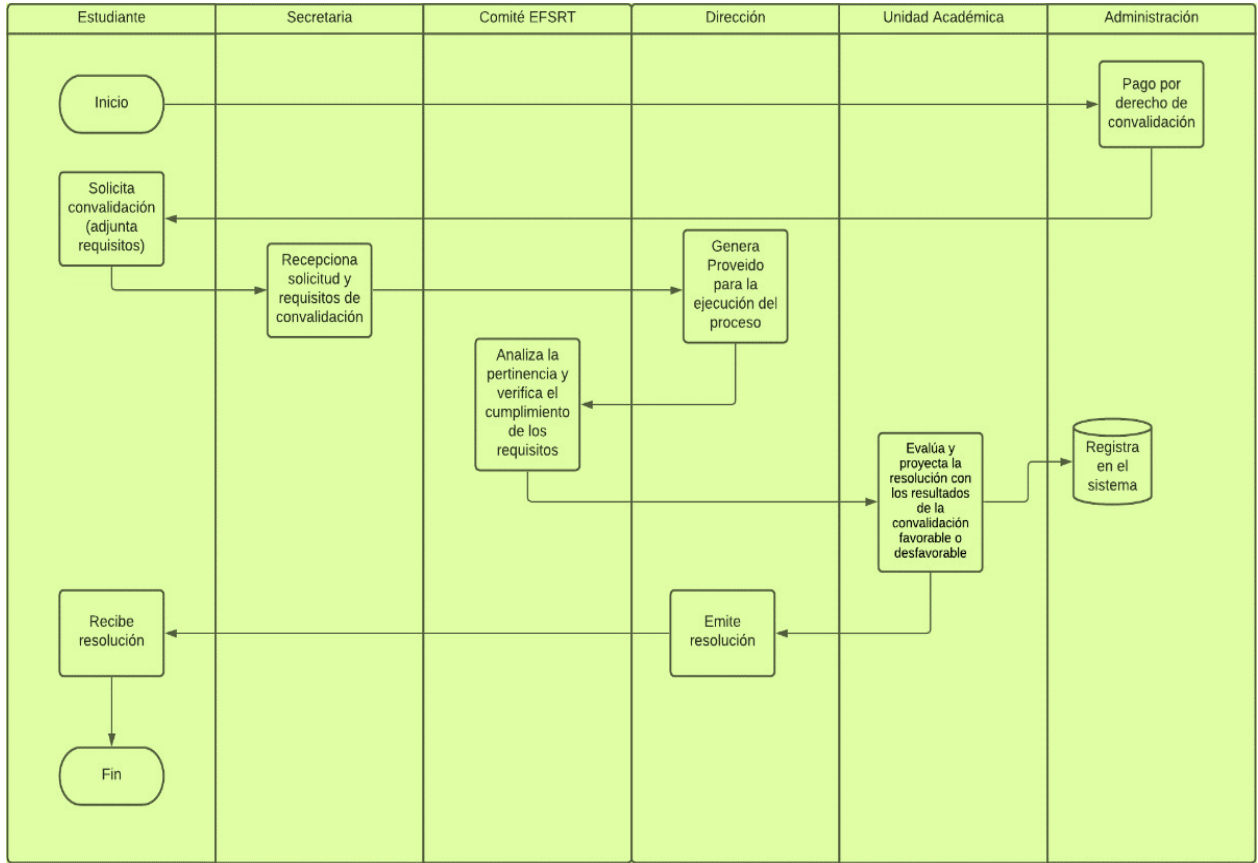 Estudiante
Secretaria
Comité EFSRT
Dirección
Unidad Académica
Administración
Inicio
Pago por
derecho de
convalidación
Solicita
convalidación
(adjunta
requisitos)
Recepciona
solicitud y
requisitos de
convalidación
Genera
Proveido
para la
ejecución del
proceso
Analiza la
pertinencia y
verifica el
cumplimiento
de los
requisitos
Evalúa y
proyecta la
resolución con
los resultados
de la
convalidación
favorable o
desfavorable
Registra
en el
sistema
Emite
resolución
Recibe
resolución
Fin